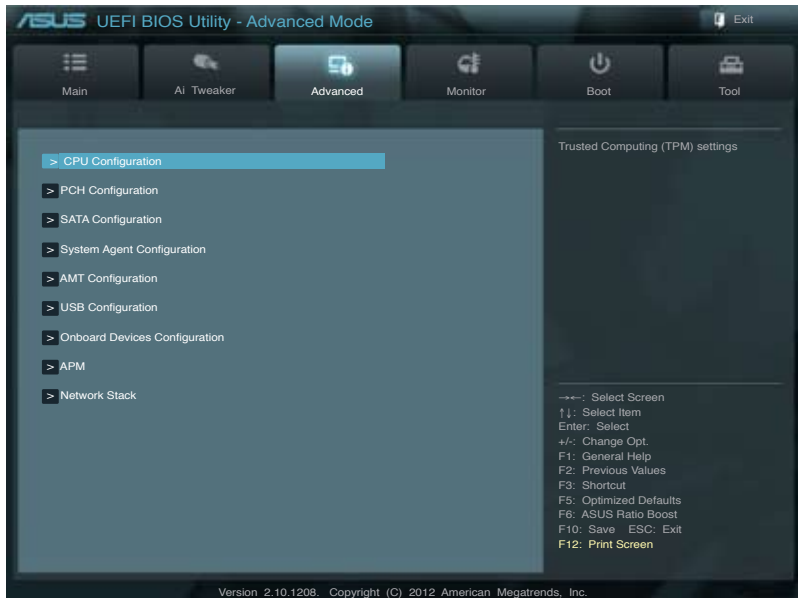 ASUS UEFI BIOS Utility - Advanced Mode
Exit
Main
Ai Tweaker
Advanced
Monitor
Boot
Tool
> CPU Configuration
> PCH Configuration
> SATA Configuration
> System Agent Configuration
> AMT Configuration
> USB Configuration
> Onboard Devices Configuration
> APM
> Network Stack
Trusted Computing (TPM) settings
→←: Select Screen
↑↓: Select Item
Enter: Select
+/-: Change Opt.
F1: General Help
F2: Previous Values
F3: Shortcut
F5: Optimized Defaults
F6: ASUS Ratio Boost
F10: Save ESC: Exit
F12: Print Screen
Version 2.10.1208. Copyright (C) 2012 American Megatrends, Inc.